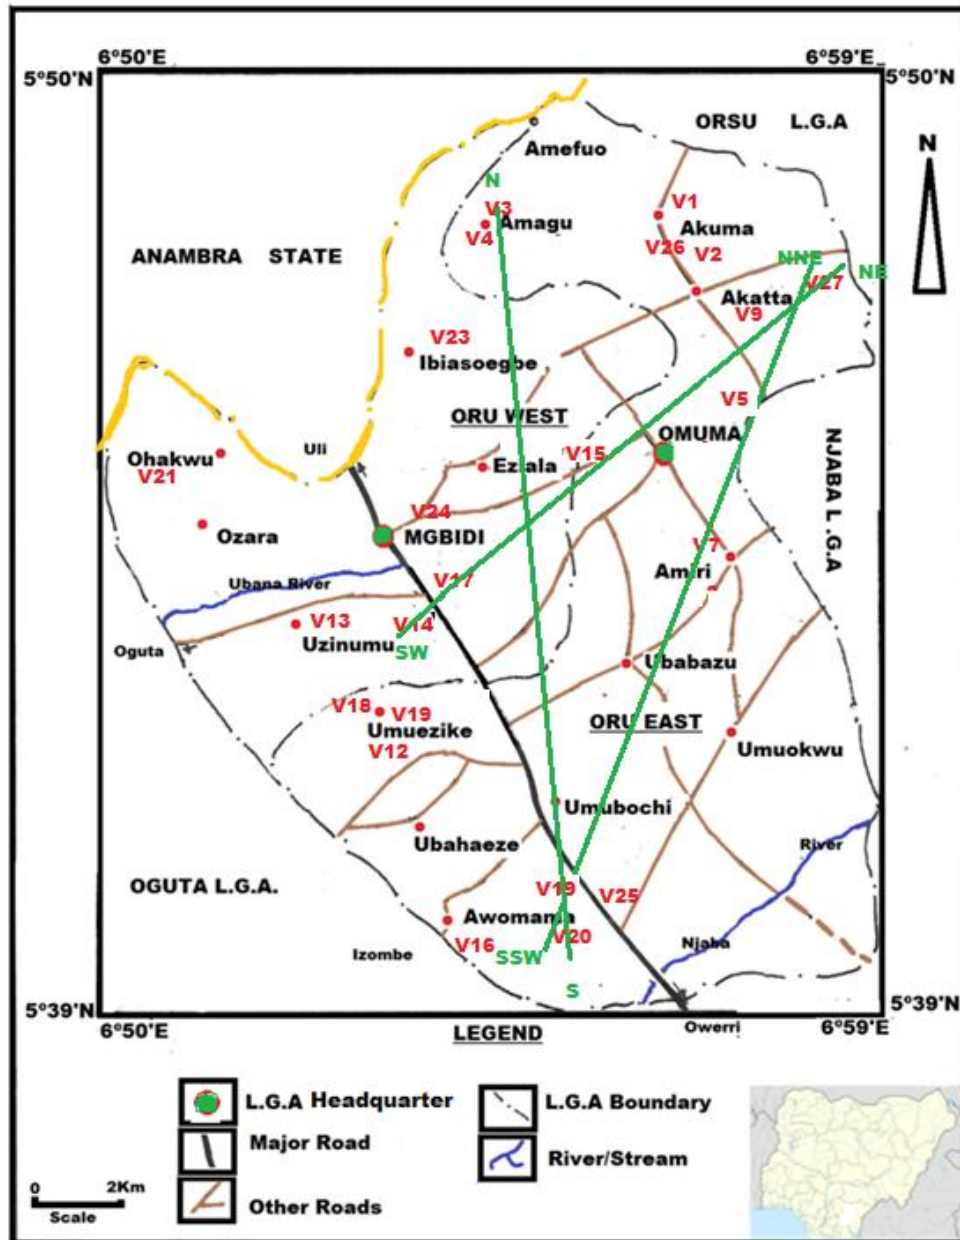 6°50'E
6°59'E
5°50'N
5°50'N
ORSU L.G.A
N
Amefuo
N
V3
V1
Amagu
V4
Akuma
V26
V2
ANAMBRA STATE
NNE
NE
V27
Akatta
V9
V23
Ibiasoegbe
V5
ORU WEST
OMUMA
NJABA L.G.A
Uli
Ohakwu
V21
Eziala
V15
V24
MGBIDI
Ozara
V7
Amiri
Ubana River
V17
V13
V14
Uzinumu
SW
Oguta
Ubabazu
V18
V19
Umuezike
V12
ORU EAST
Umuokwu
Umubochi
Ubahaeze
River
OGUTA L.G.A.
V19
V25
Awomama
V16
V20
Izombe
SSW
Njaba
S
5°39'N
5°39'N
6°50'E
LEGEND
Owerri
6°59'E
L.G.A Headquarter
L.G.A Boundary
Major Road
River/Stream
Other Roads
0 2Km
Scale